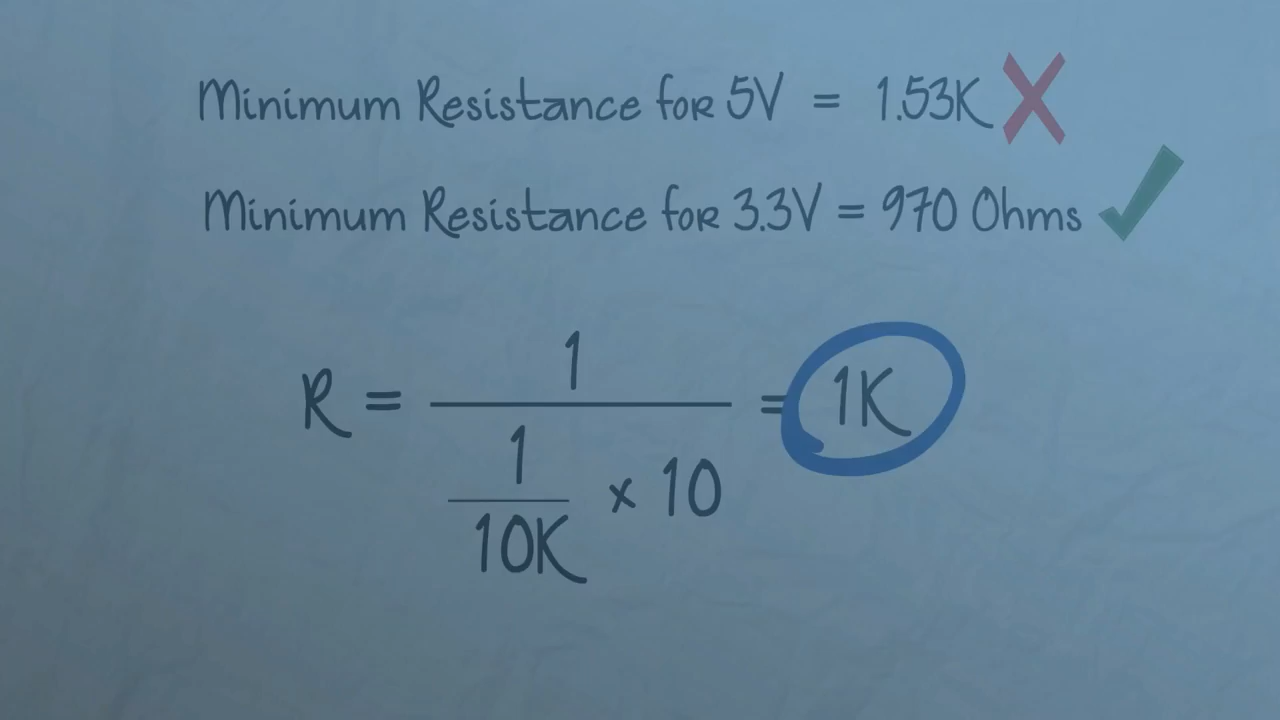 Minimum Resistance for 5V = 1.53K
Minimum Resistance for 3.3V = 970 Ohms
R = 1 / (1/10K x 10) = 1K